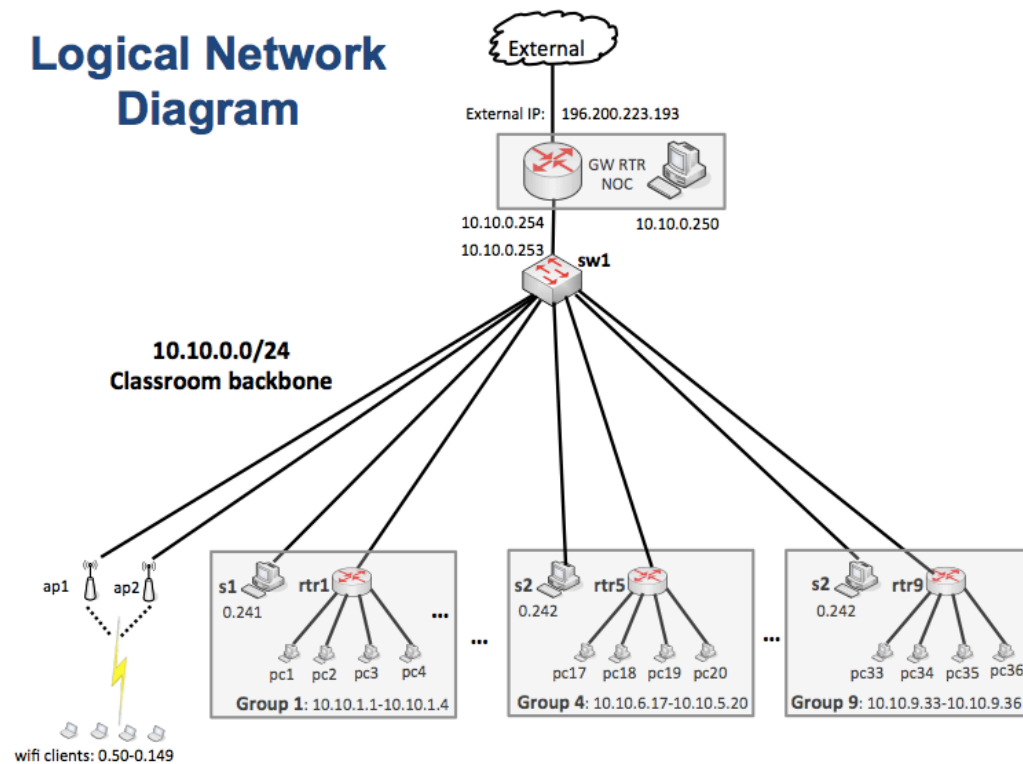 Logical Network
Diagram
External
External IP: 196.200.223.193
GW RTR
NOC
10.10.0.254
10.10.0.250
10.10.0.253
sw1
10.10.0.0/24
Classroom backbone
ap1
ap2
s1
rtr1
0.241
...
pc1 pc2 pc3 pc4
Group 1: 10.10.1.1-10.10.1.4
...
s2
rtr5
0.242
pc17 pc18 pc19 pc20
Group 4: 10.10.6.17-10.10.5.20
...
s2
rtr9
0.242
pc33 pc34 pc35 pc36
Group 9: 10.10.9.33-10.10.9.36
wifi clients: 0.50-0.149